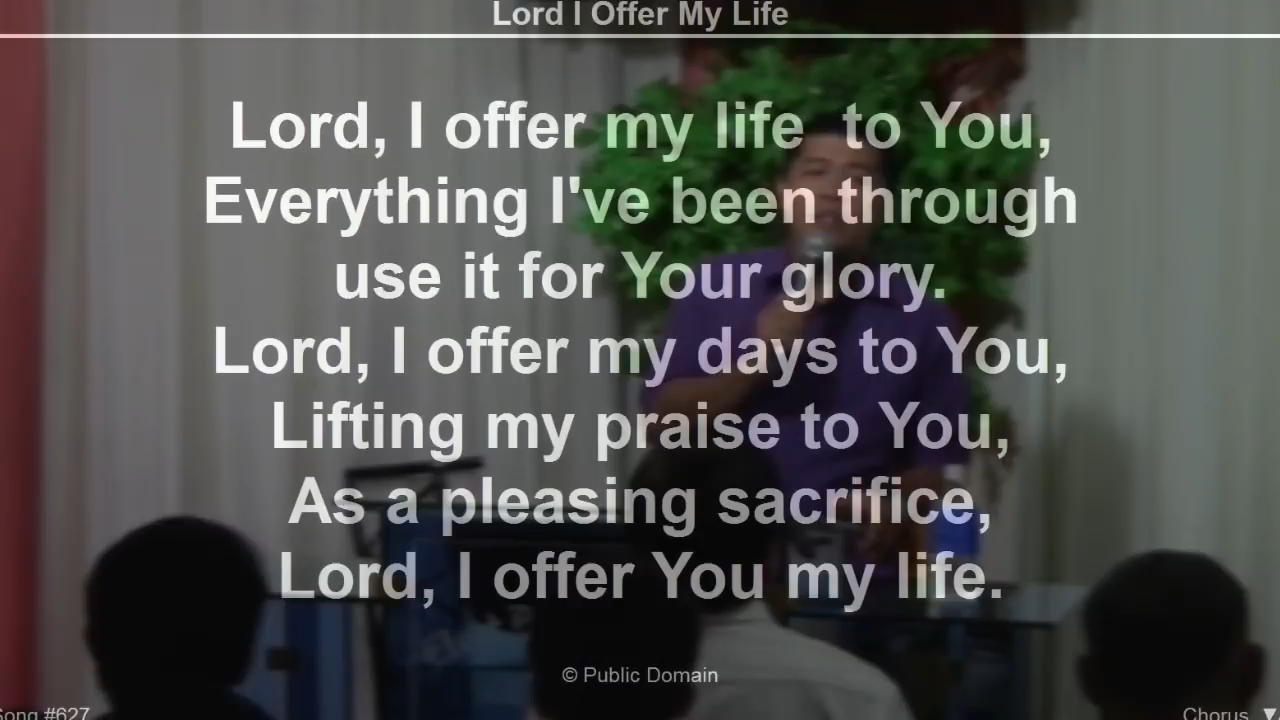 Lord I Offer My Life
Lord, I offer my life to You,
Everything I've been through
use it for Your glory.
Lord, I offer my days to You,
Lifting my praise to You,
As a pleasing sacrifice,
Lord, I offer You my life.
© Public Domain
Song #627
Chorus ▼